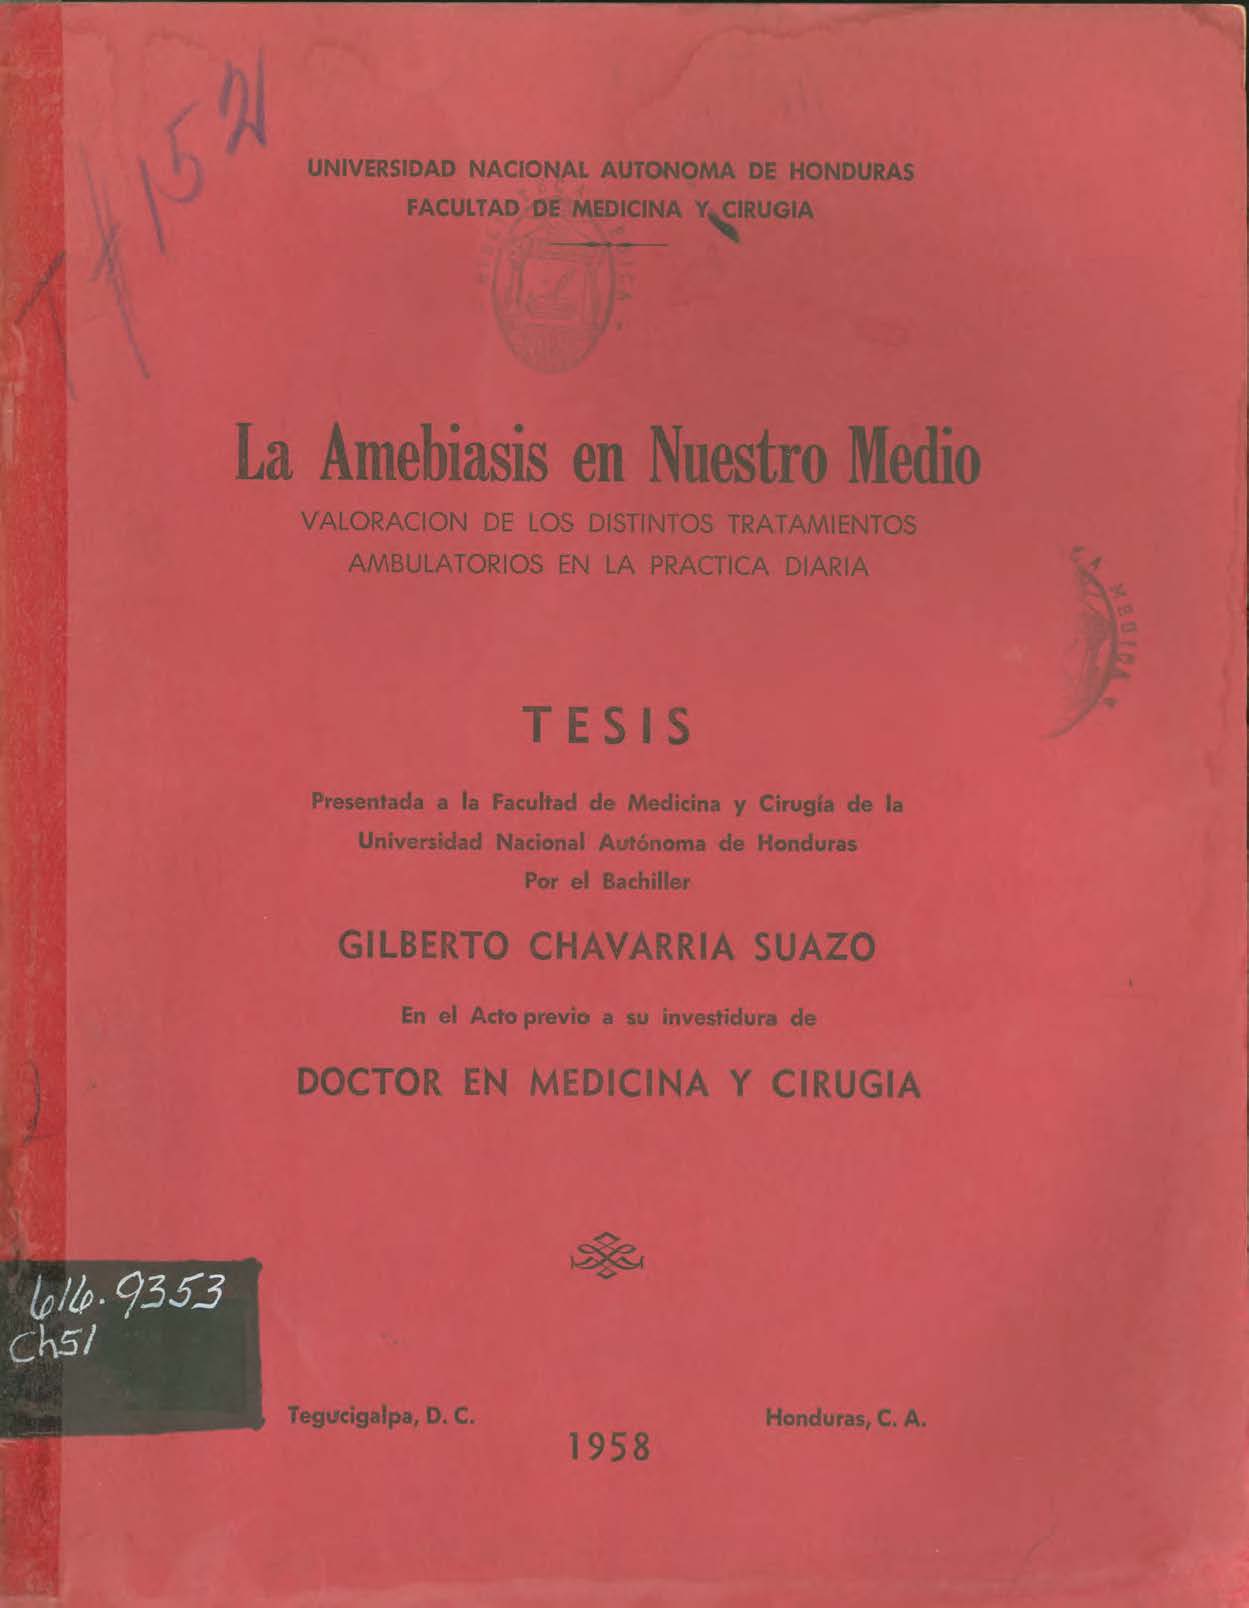 152
UNIVERSIDAD NACIONAL AUTONOMA DE HONDURAS
FACULTAD DE MEDICINA Y CIRUGIA
La Amebiasis en Nuestro Medio
VALORACION DE LOS DISTINTOS TRATAMIENTOS
AMBULATORIOS EN LA PRACTICA DIARIA
MEDICA
TESIS
Presentada a la Facultad de Medicina y Cirugía de la
Universidad Nacional Autónoma de Honduras
Por el Bachiller
GILBERTO CHAVARRIA SUAZO
En el Acto previo a su investidura de
DOCTOR EN MEDICINA Y CIRUGIA
616.9353
Ch51
Tegucigalpa, D. C.
Honduras, C. A.
1958